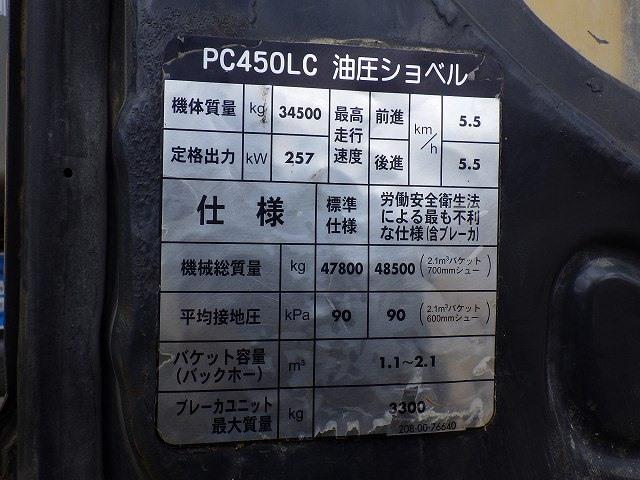 PC450LC 油圧ショベル
機体質量 kg 34500 最高走行速度 前進 km/h 5.5
定格出力 kW 257 後進 5.5
仕様 標準仕様 労働安全衛生法による最も不利な仕様(含ブレーカ)
機械総質量 kg 47800 48500 (2.1m³バケット 700mmシュー)
平均接地圧 kPa 90 90 (2.1m³バケット 600mmシュー)
バケット容量(バックホー) m³ 1.1~2.1
ブレーカユニット最大質量 kg 3300
208-00-76640